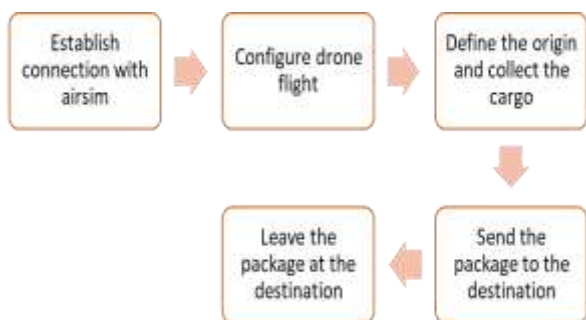 Establish
connection with
airsim
Configure drone
flight
Define the origin
and collect the
cargo
Send the
package to the
destination
Leave the
package at the
destination